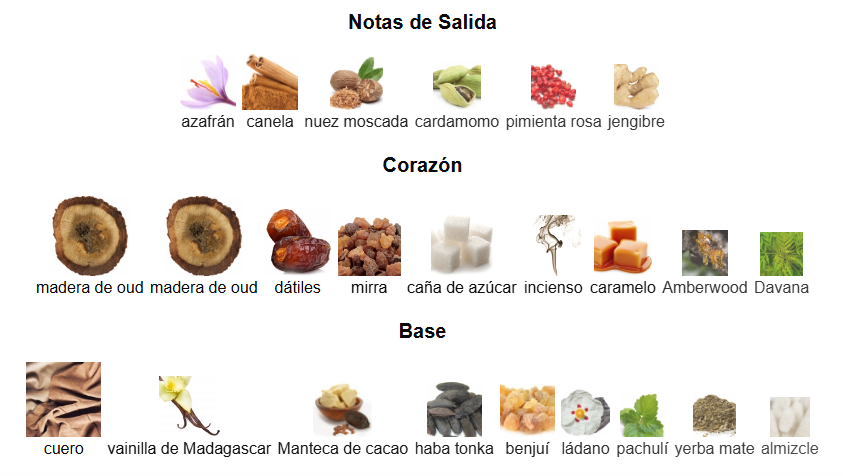 Notas de Salida
azafrán canela nuez moscada cardamomo pimienta rosa jengibre
Corazón
madera de oud madera de oud dátiles mirra caña de azúcar incienso caramelo Amberwood Davana
Base
cuero vainilla de Madagascar Manteca de cacao haba tonka benjuí ládano pachulí yerba mate almizcle